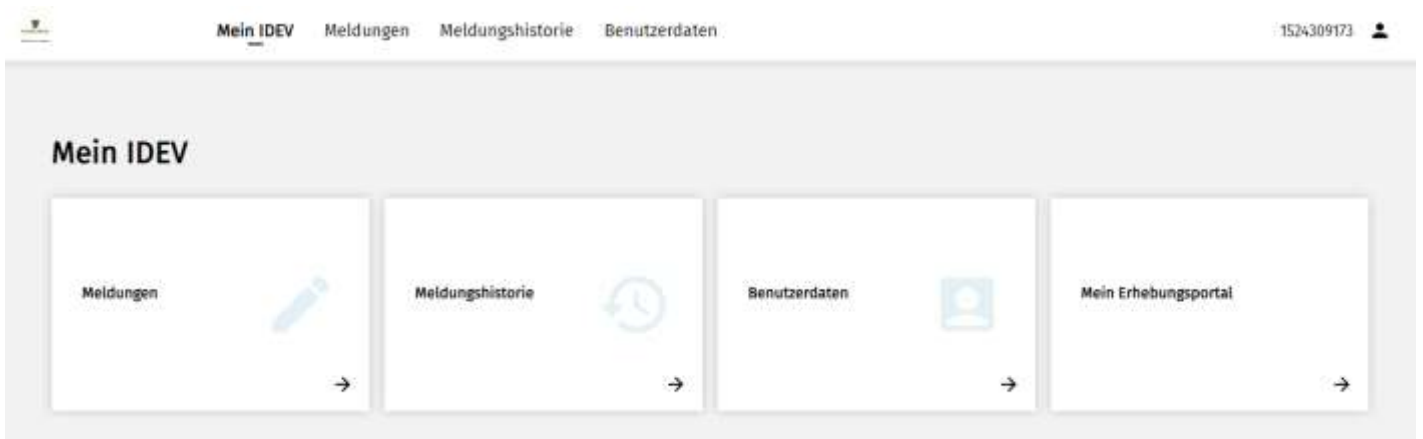 Mein IDEV Meldungen Meldungshistorie Benutzerdaten 1524309173
Mein IDEV
Meldungen Meldungshistorie Benutzerdaten Mein Erhebungsportal